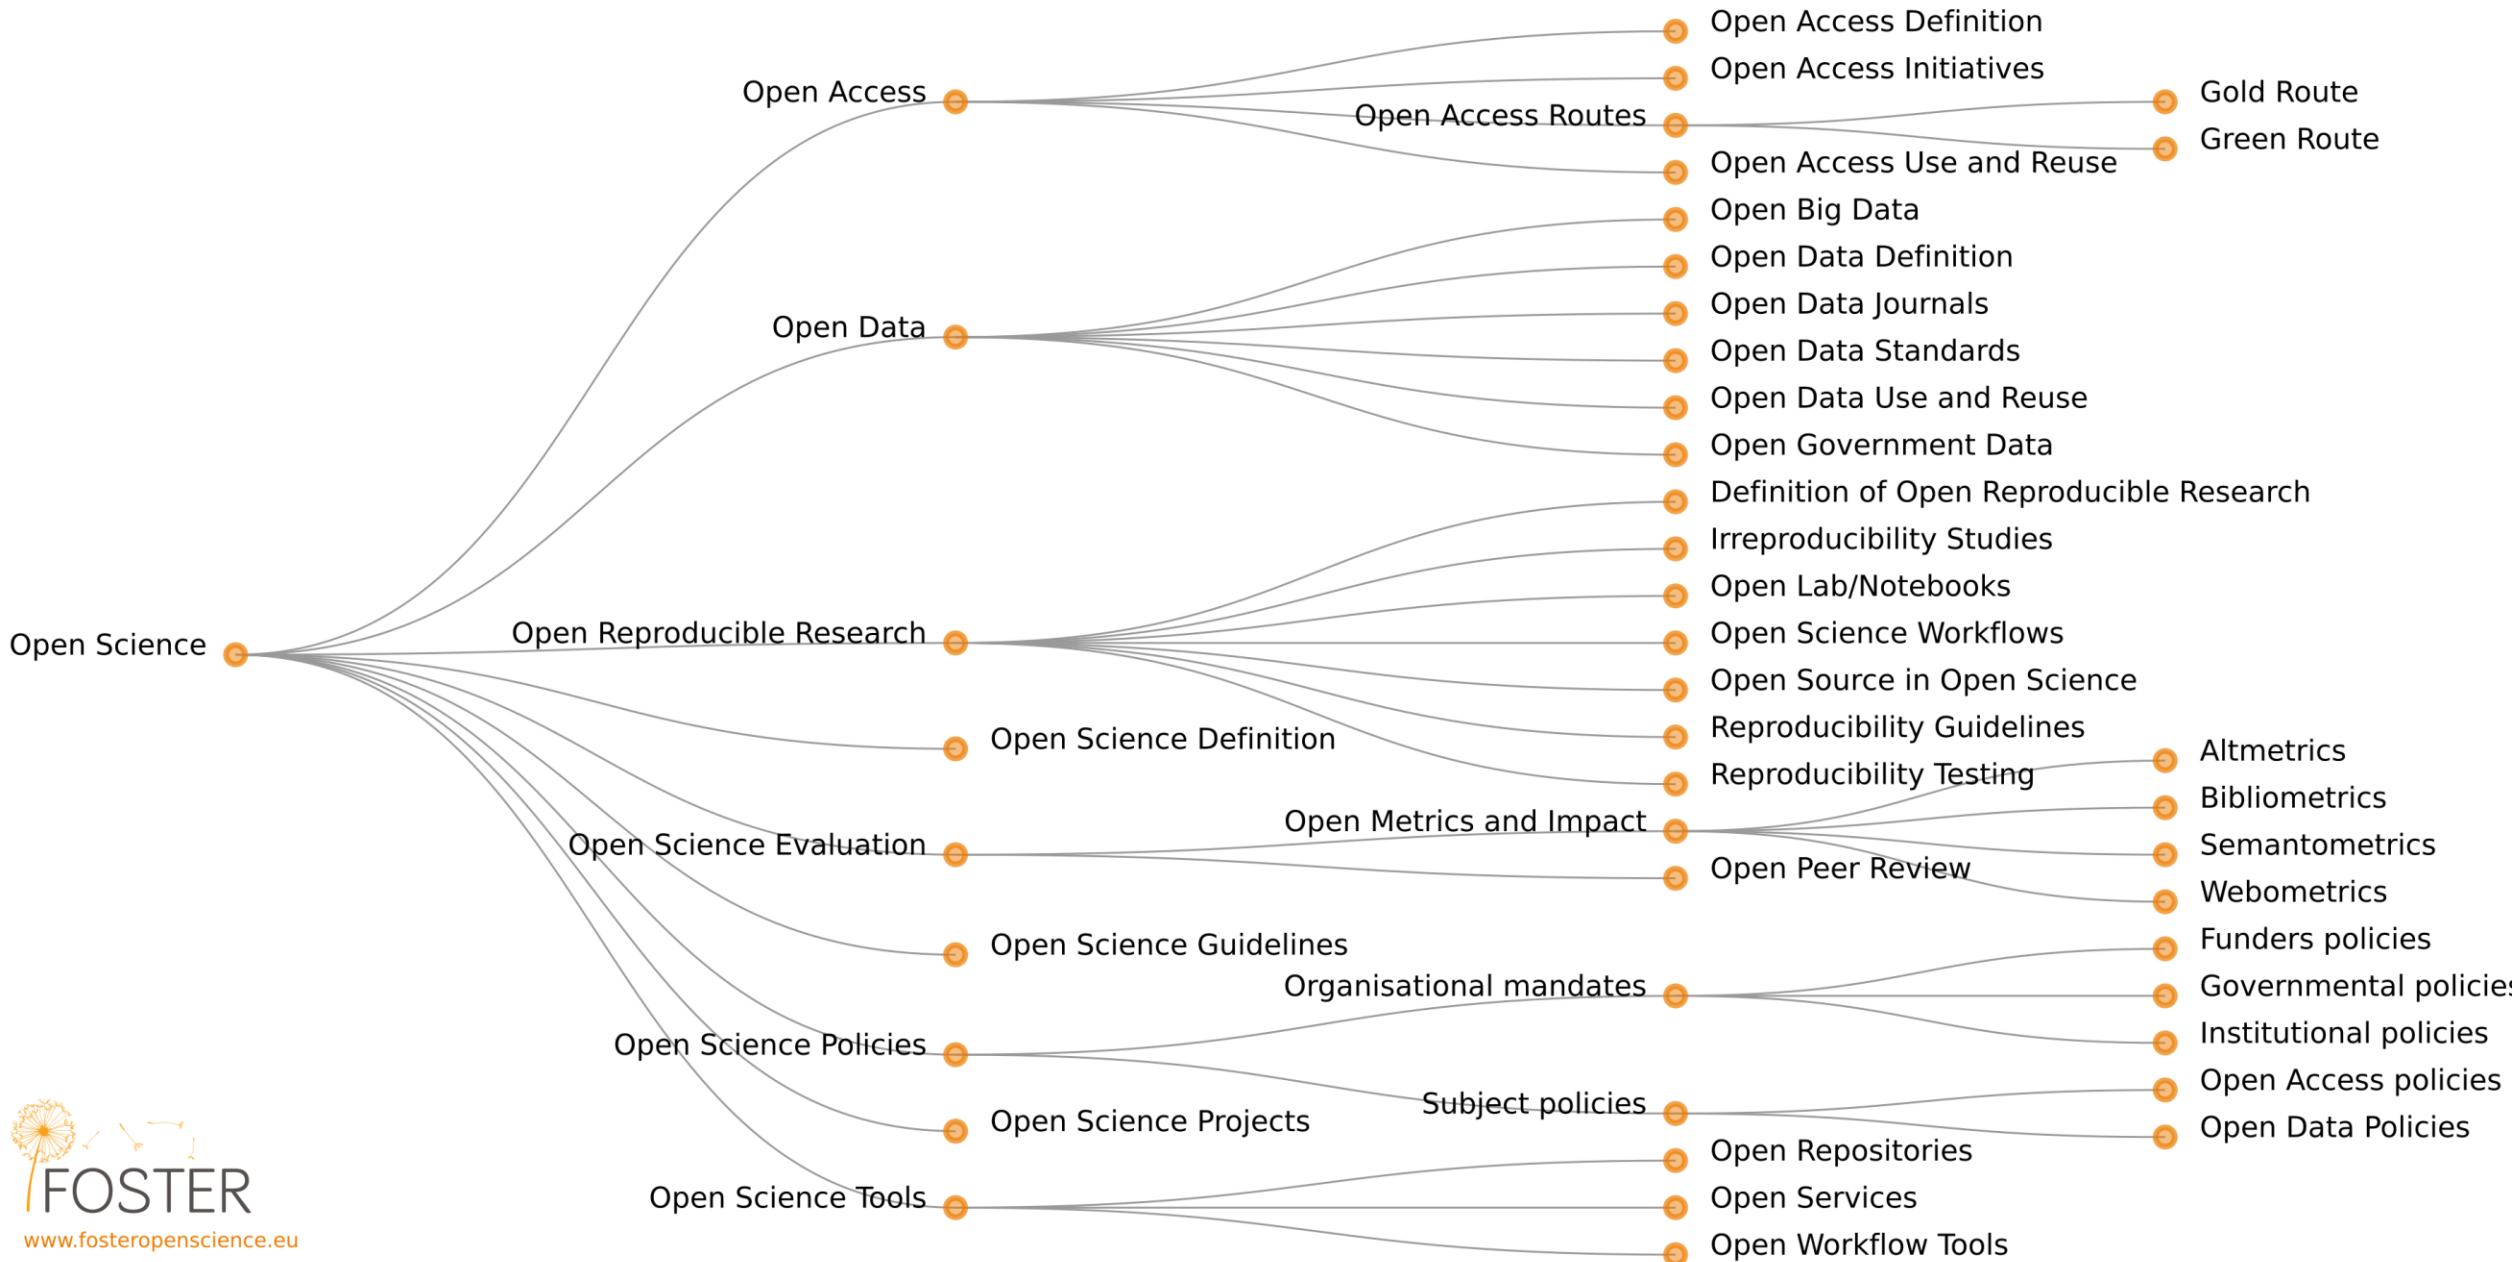 Open Science
Open Access
Open Access Definition
Open Access Initiatives
Open Access Routes
Gold Route
Green Route
Open Access Use and Reuse
Open Data
Open Big Data
Open Data Definition
Open Data Journals
Open Data Standards
Open Data Use and Reuse
Open Government Data
Open Reproducible Research
Definition of Open Reproducible Research
Irreproducibility Studies
Open Lab/Notebooks
Open Science Workflows
Open Source in Open Science
Reproducibility Guidelines
Reproducibility Testing
Open Science Definition
Open Science Evaluation
Open Metrics and Impact
Altmetrics
Bibliometrics
Semantometrics
Webometrics
Open Peer Review
Open Science Guidelines
Open Science Policies
Organisational mandates
Funders policies
Governmental policies
Institutional policies
Subject policies
Open Access policies
Open Data Policies
Open Science Projects
Open Science Tools
Open Repositories
Open Services
Open Workflow Tools
FOSTER
www.fosteropenscience.eu